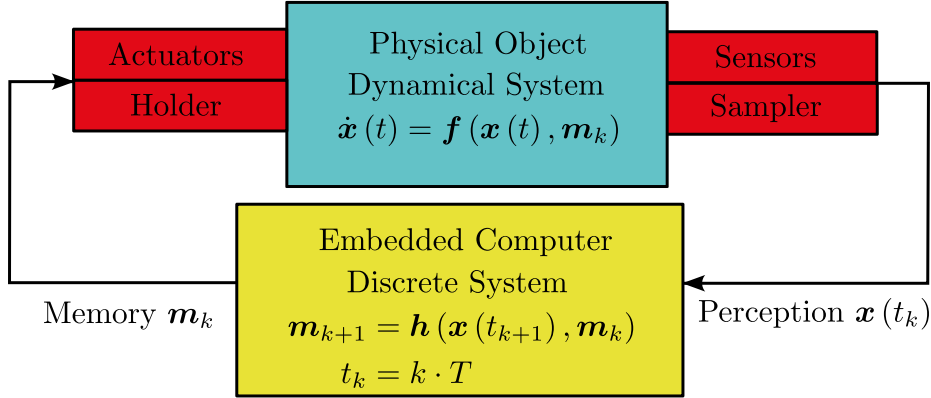 Actuators
Holder
Physical Object
Dynamical System
ẋ (t) = f (x (t) , m_k)
Sensors
Sampler
Embedded Computer
Discrete System
m_{k+1} = h (x (t_{k+1}) , m_k)
t_k = k · T
Memory m_k
Perception x (t_k)